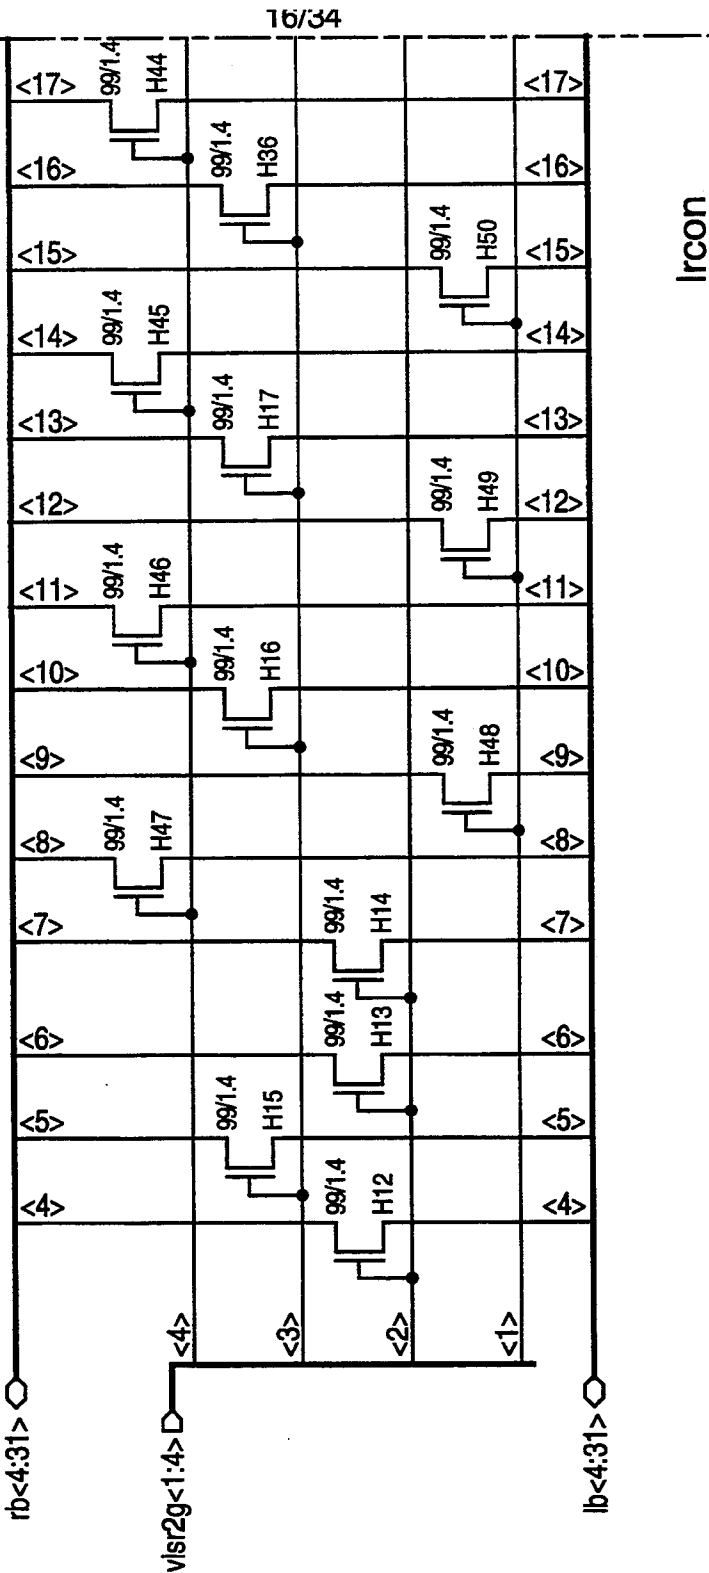 16/34
<17>
99/1.4
H44
<17>
<16>
99/1.4
H36
<16>
<15>
99/1.4
H50
<15>
<14>
99/1.4
H45
<14>
<13>
99/1.4
H17
<13>
<12>
99/1.4
H49
<12>
<11>
99/1.4
H46
<11>
<10>
99/1.4
H16
<10>
<9>
99/1.4
H48
<9>
<8>
99/1.4
H47
<8>
<7>
99/1.4
H14
<7>
<6>
99/1.4
H13
<6>
<5>
99/1.4
H15
<5>
<4>
99/1.4
H12
<4>
<4>
<3>
<2>
<1>
rb<4:31>
vlsr2g<1:4>
lb<4:31>
lrcon